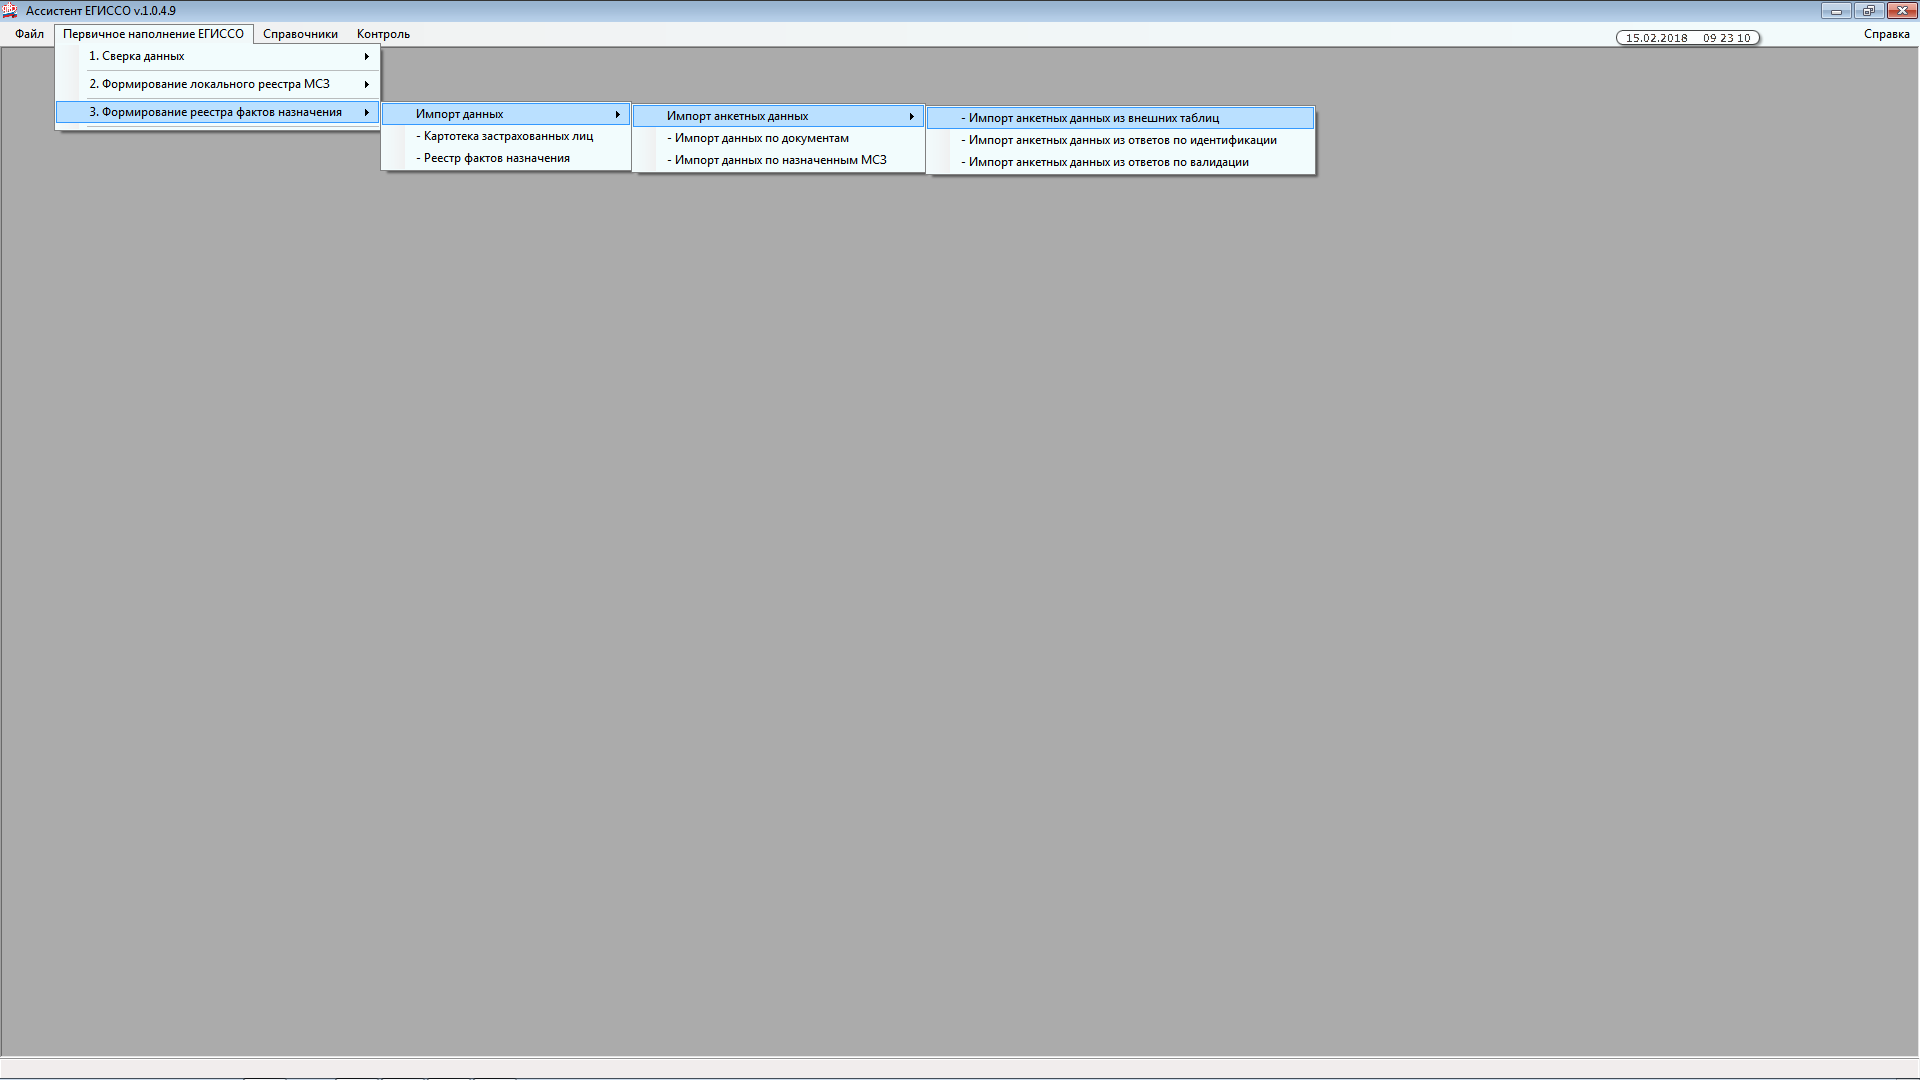 Ассистент ЕГИССО v.1.0.4.9
Файл Первичное наполнение ЕГИССО Справочники Контроль 15.02.2018 09 23 10 Справка
1. Сверка данных
2. Формирование локального реестра МСЗ
3. Формирование реестра фактов назначения
Импорт данных
- Картотека застрахованных лиц
- Реестр фактов назначения
Импорт анкетных данных
- Импорт данных по документам
- Импорт данных по назначенным МСЗ
- Импорт анкетных данных из внешних таблиц
- Импорт анкетных данных из ответов по идентификации
- Импорт анкетных данных из ответов по валидации